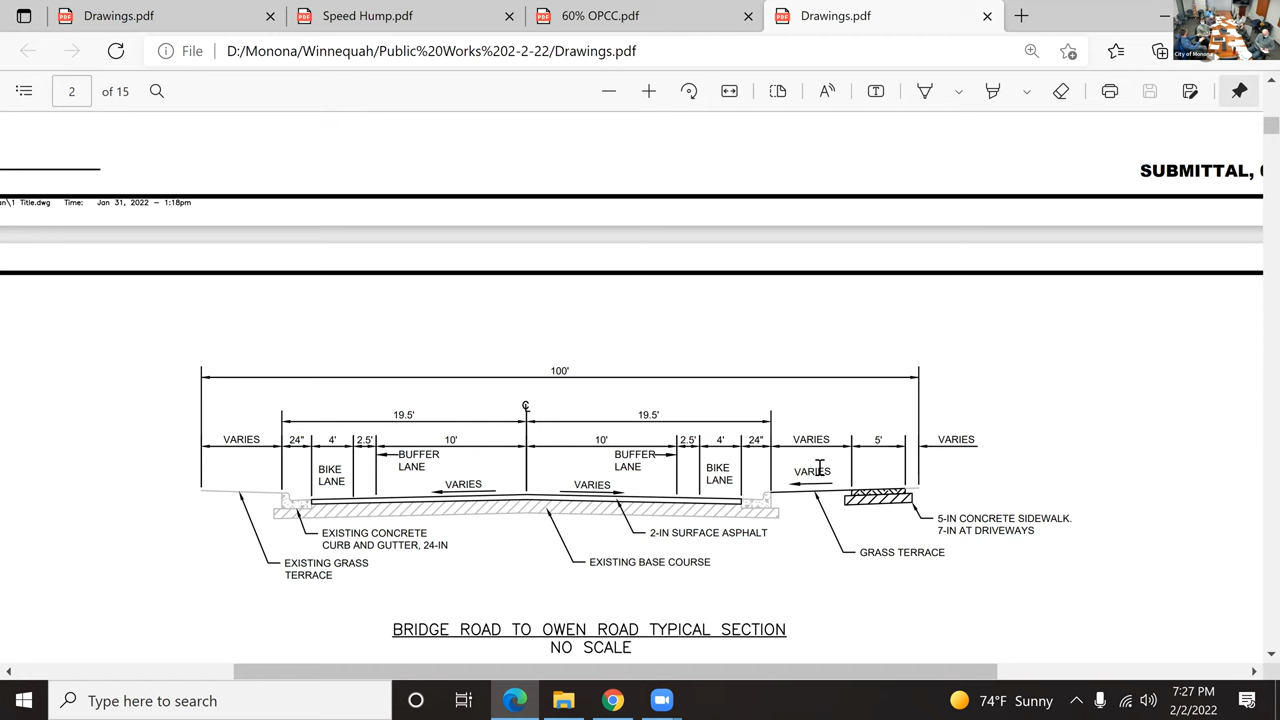 Drawings.pdf
Speed Hump.pdf
60% OPCC.pdf
Drawings.pdf
File
D:/Monona/Winnequah/Public%20Works%202-2-22/Drawings.pdf
City of Monona
2 of 15
SUBMITTAL,
1 Title.dwg Time: Jan 31, 2022 – 1:18pm
100'
19.5' 19.5'
VARIES 24" 4' 2.5' 10' 10' 2.5' 4' 24" VARIES 5' VARIES
BUFFER
LANE
BUFFER
LANE
BIKE
LANE
BIKE
LANE
VARIES
VARIES
VARIES
EXISTING CONCRETE
CURB AND GUTTER, 24-IN
EXISTING GRASS
TERRACE
2-IN SURFACE ASPHALT
EXISTING BASE COURSE
5-IN CONCRETE SIDEWALK.
7-IN AT DRIVEWAYS
GRASS TERRACE
BRIDGE ROAD TO OWEN ROAD TYPICAL SECTION
NO SCALE
Type here to search
74°F Sunny
7:27 PM
2/2/2022